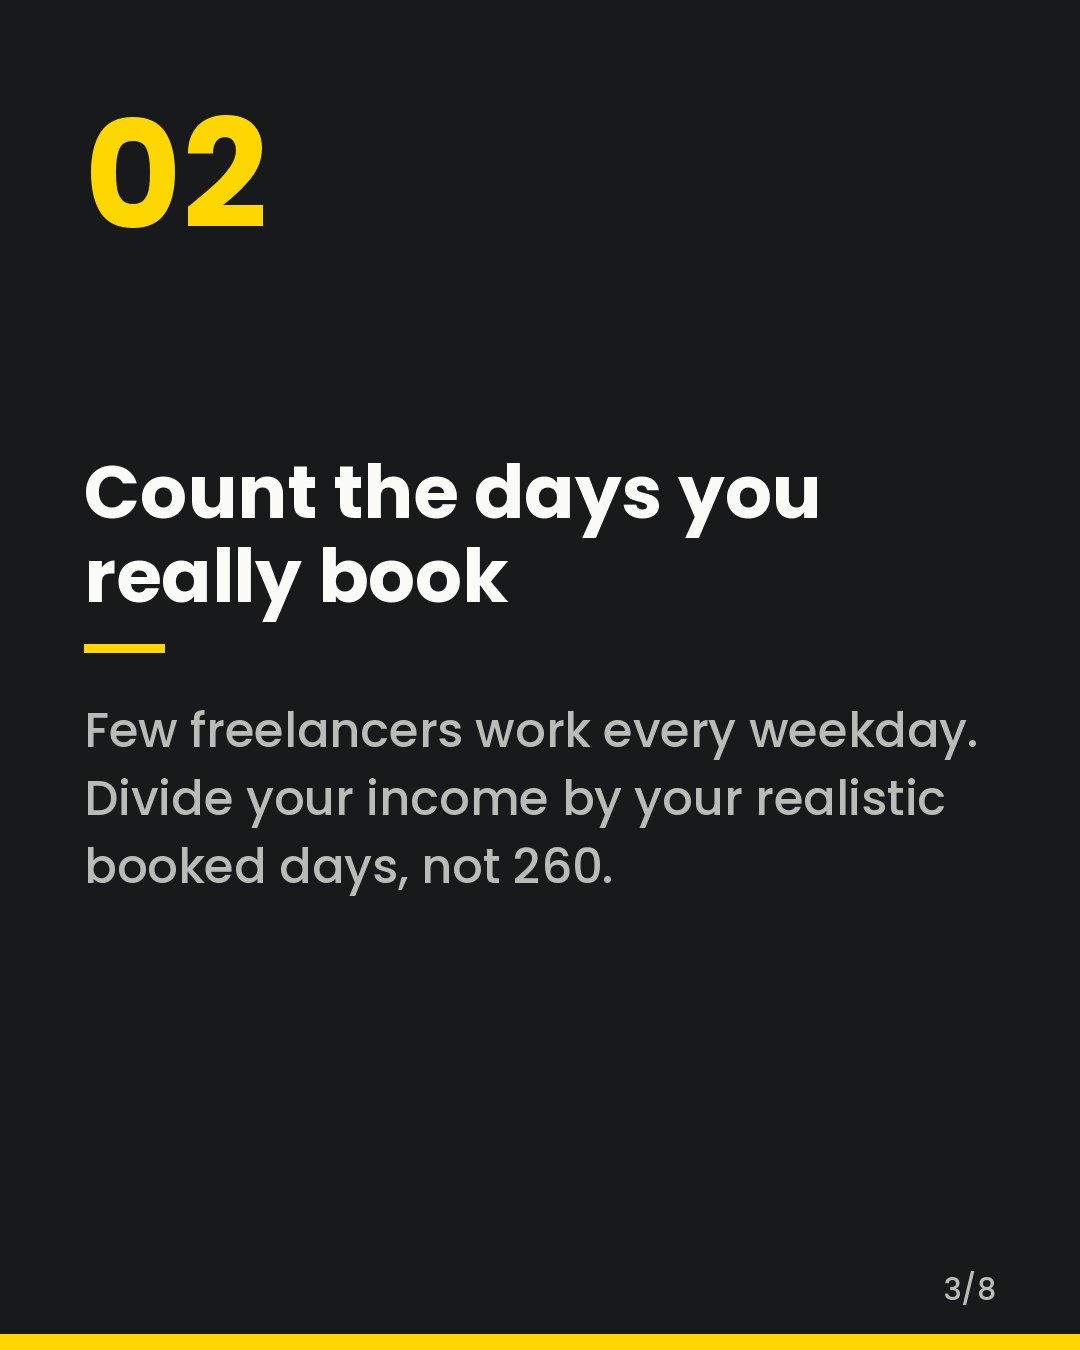 02
Count the days you
really book
Few freelancers work every weekday.
Divide your income by your realistic
booked days, not 260.
3/8